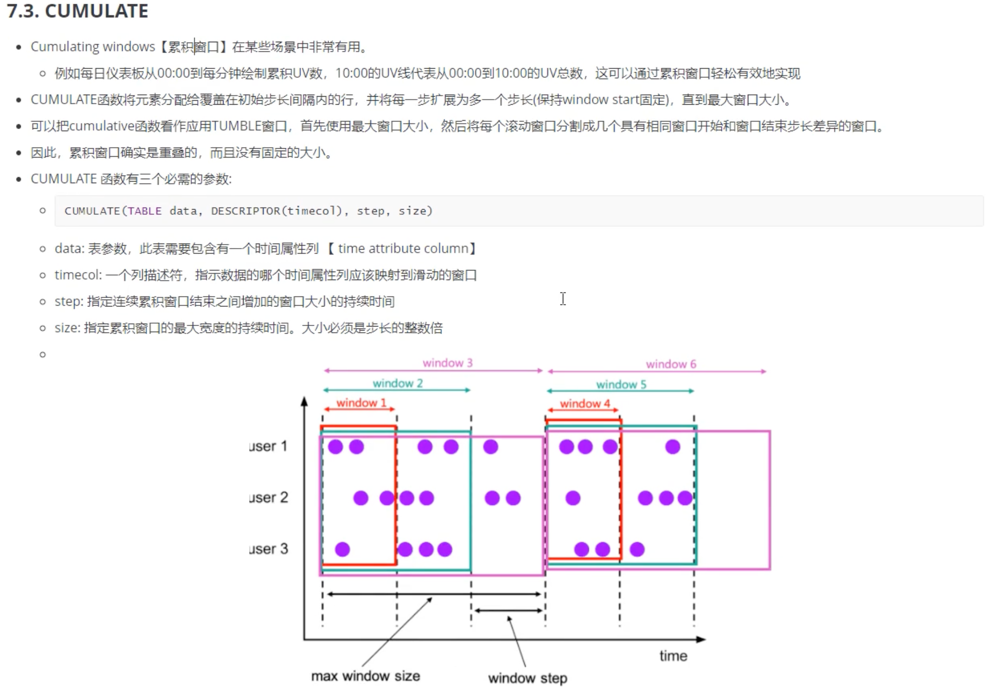 7.3. CUMULATE
Cumulating windows【累积窗口】在某些场景中非常有用。
例如每日仪表板从00:00到每分钟绘制累积UV数，10:00的UV线代表从00:00到10:00的UV总数，这可以通过累积窗口轻松有效地实现
CUMULATE函数将元素分配给覆盖在初始步长间隔内的行，并将每一步扩展为多一个步长(保持window start固定)，直到最大窗口大小。
可以把cumulative函数看作应用TUMBLE窗口，首先使用最大窗口大小，然后将每个滚动窗口分割成几个具有相同窗口开始和窗口结束步长差异的窗口。
因此，累积窗口确实是重叠的，而且没有固定的大小。
CUMULATE 函数有三个必需的参数:
CUMULATE(TABLE data, DESCRIPTOR(timecol), step, size)
data: 表参数，此表需要包含有一个时间属性列 【 time attribute column】
timecol: 一个列描述符，指示数据的哪个时间属性列应该映射到滑动的窗口
step: 指定连续累积窗口结束之间增加的窗口大小的持续时间
size: 指定累积窗口的最大宽度的持续时间。大小必须是步长的整数倍
window 3 window 6
window 2 window 5
window 1 window 4
user 1
user 2
user 3
time
max window size window step